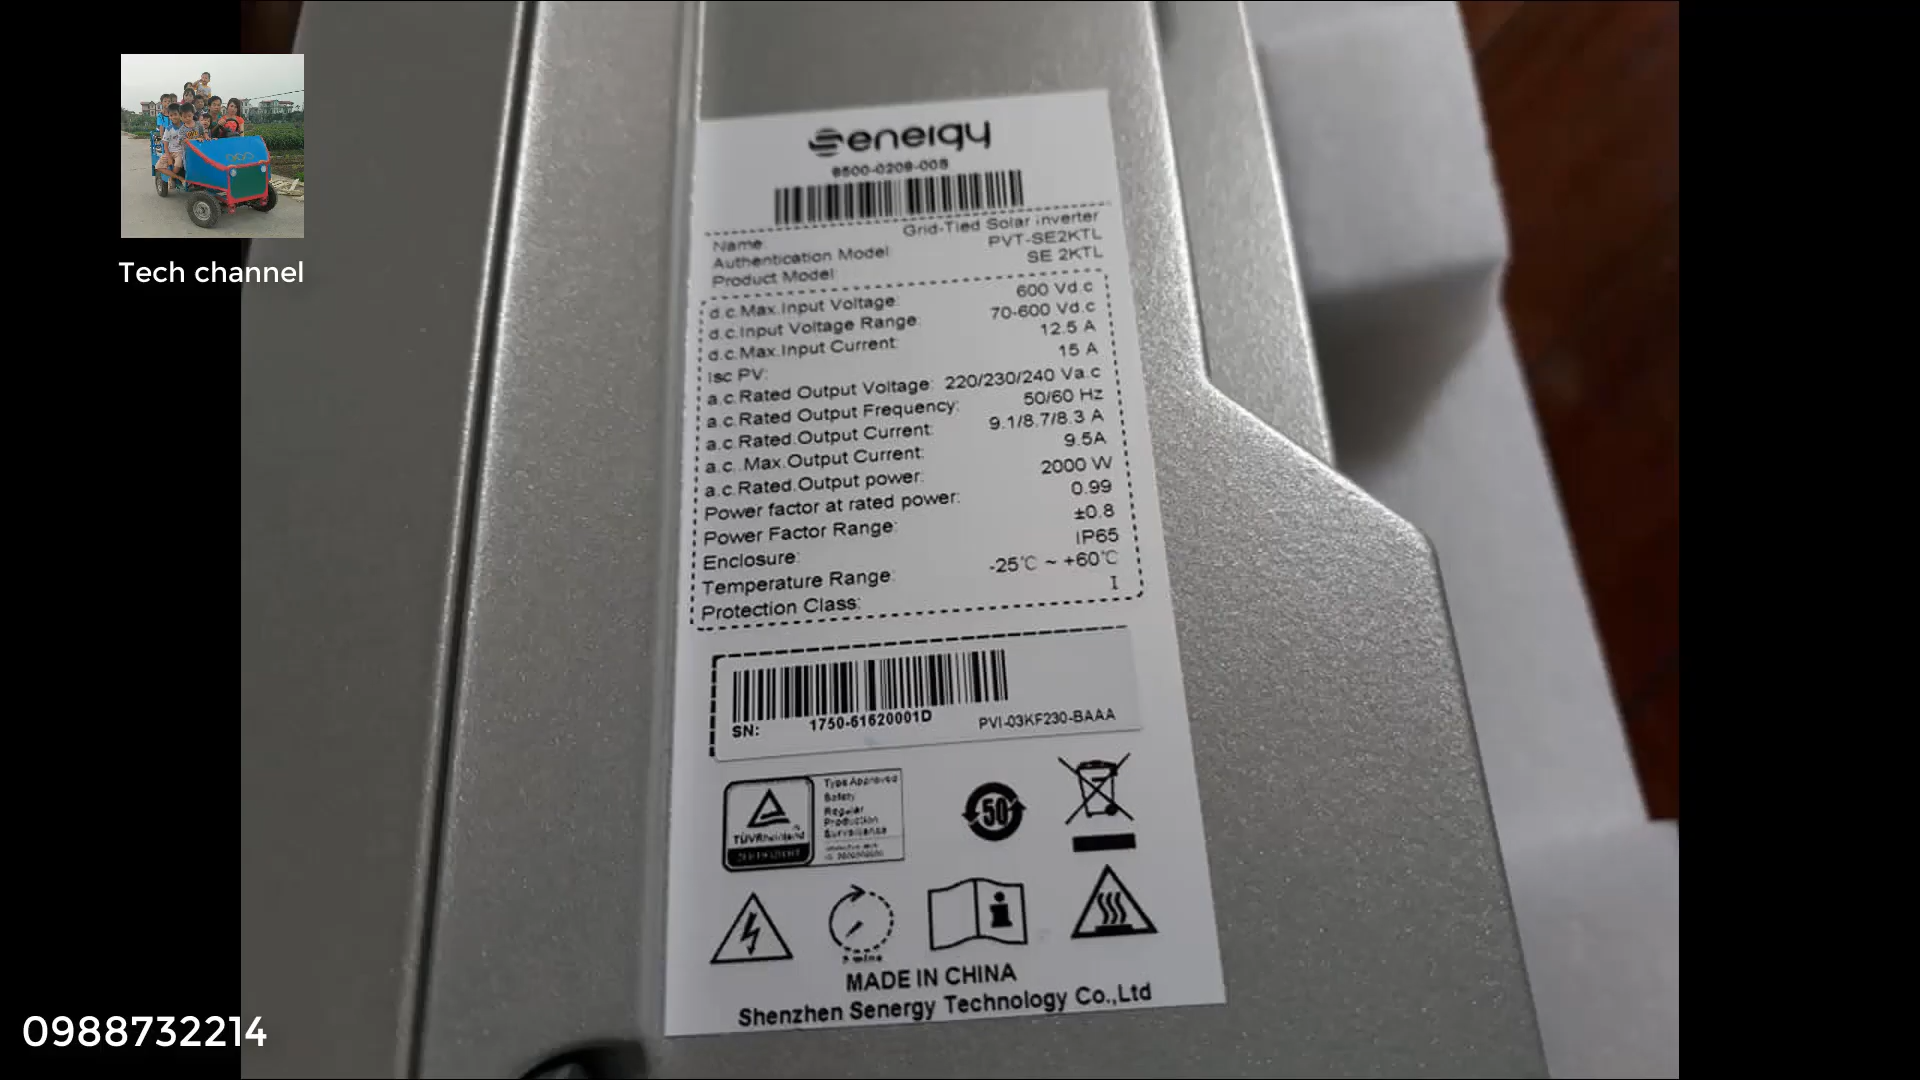 Senergy
8500-0209-00S
Name: Grid-Tied Solar inverter
Authentication Model: PVT-SE2KTL
Product Model: SE 2KTL
d.c.Max.Input Voltage: 600 Vd.c
d.c.Input Voltage Range: 70-600 Vd.c
d.c.Max.Input Current: 12.5 A
Isc PV: 15 A
a.c.Rated Output Voltage: 220/230/240 Va.c
a.c.Rated Output Frequency: 50/60 Hz
a.c.Rated.Output Current: 9.1/8.7/8.3 A
a.c. Max.Output Current: 9.5A
a.c.Rated.Output power: 2000 W
Power factor at rated power: 0.99
Power Factor Range: ±0.8
Enclosure: IP65
Temperature Range: -25℃ ~ +60℃
Protection Class: I
SN: 1750-61620001D PVI-03KF230-BAAA
TÜVRheinland
Type Approved
Safety
Regular
Production
Surveillance
50
5 mins
MADE IN CHINA
Shenzhen Senergy Technology Co.,Ltd
Tech channel
0988732214